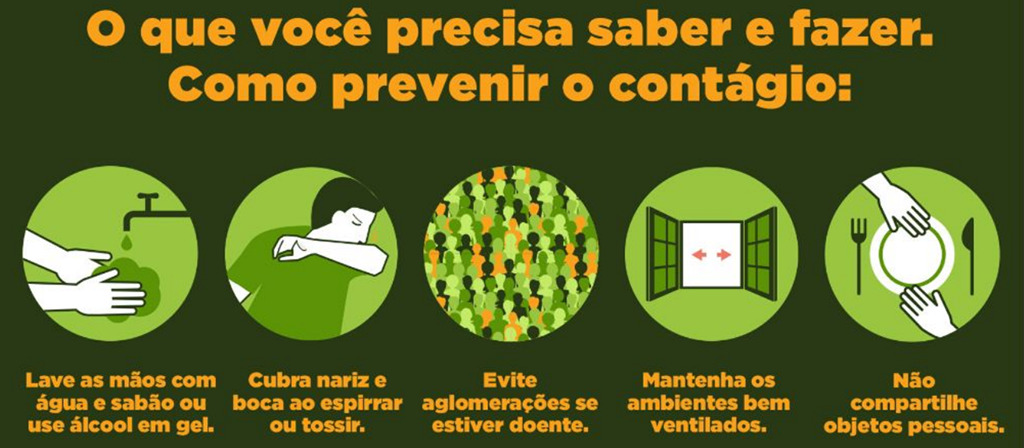 O que você precisa saber e fazer.
Como prevenir o contágio:
Lave as mãos com
água e sabão ou
use álcool em gel.
Cubra nariz e
boca ao espirrar
ou tossir.
Evite
aglomerações se
estiver doente.
Mantenha os
ambientes bem
ventilados.
Não
compartilhe
objetos pessoais.